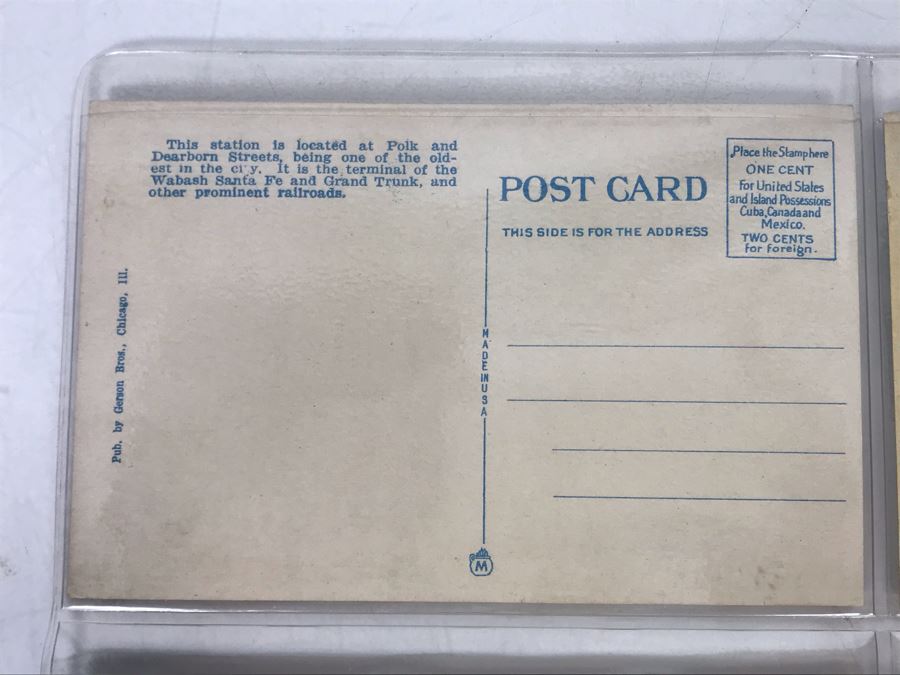 This station is located at Polk and
Dearborn Streets, being one of the old-
est in the city. It is the terminal of the
Wabash Santa Fe and Grand Trunk, and
other prominent railroads.
Pub. by Gerson Bros., Chicago, Ill.
MADE IN USA
M
POST CARD
THIS SIDE IS FOR THE ADDRESS
Place the Stamp here
ONE CENT
For United States
and Island Possessions
Cuba, Canada and
Mexico.
TWO CENTS
for foreign.